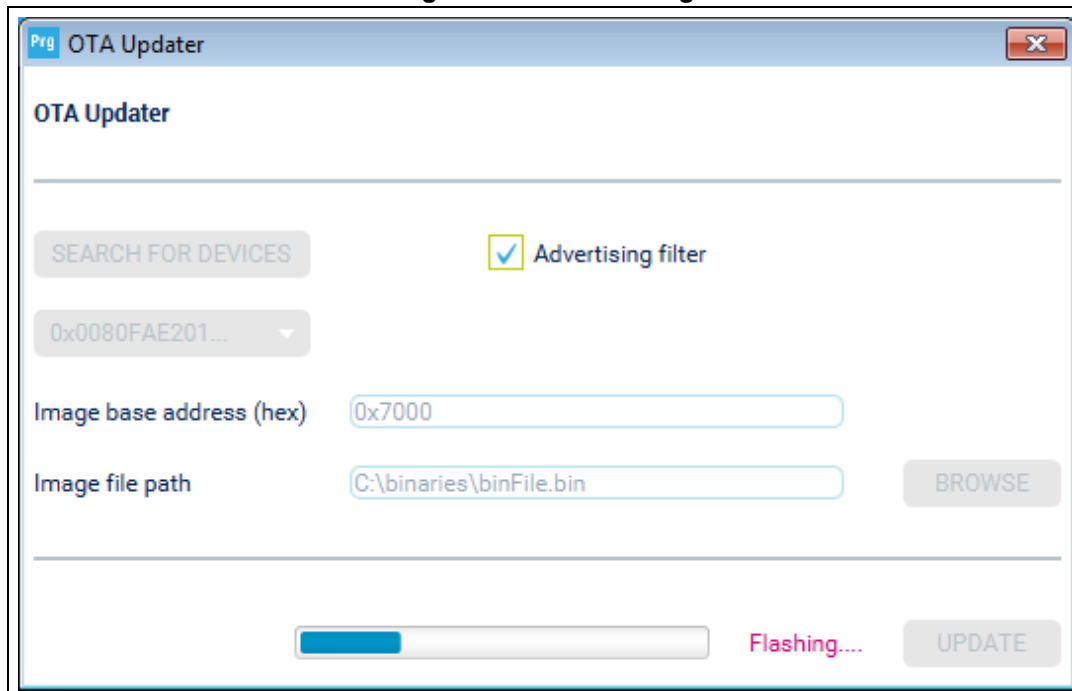 Prg OTA Updater
OTA Updater
SEARCH FOR DEVICES
Advertising filter
0x0080FAE201...
Image base address (hex) 0x7000
Image file path C:\binaries\binFile.bin BROWSE
Flashing.... UPDATE